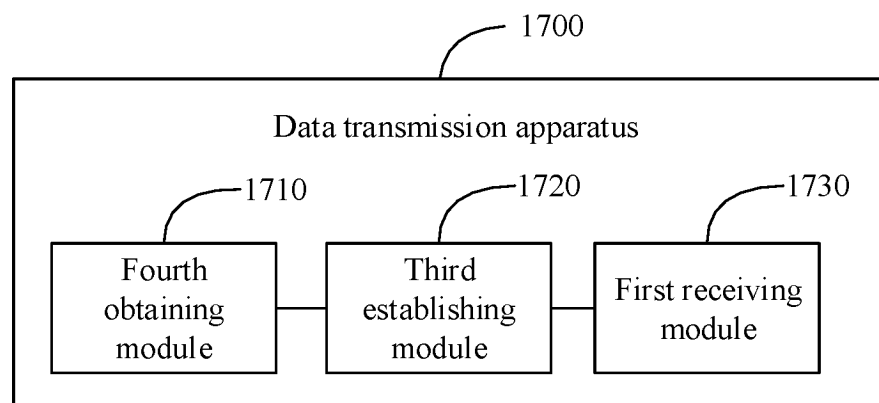 1700
Data transmission apparatus
1710
1720
1730
Fourth
obtaining
module
Third
establishing
module
First receiving
module